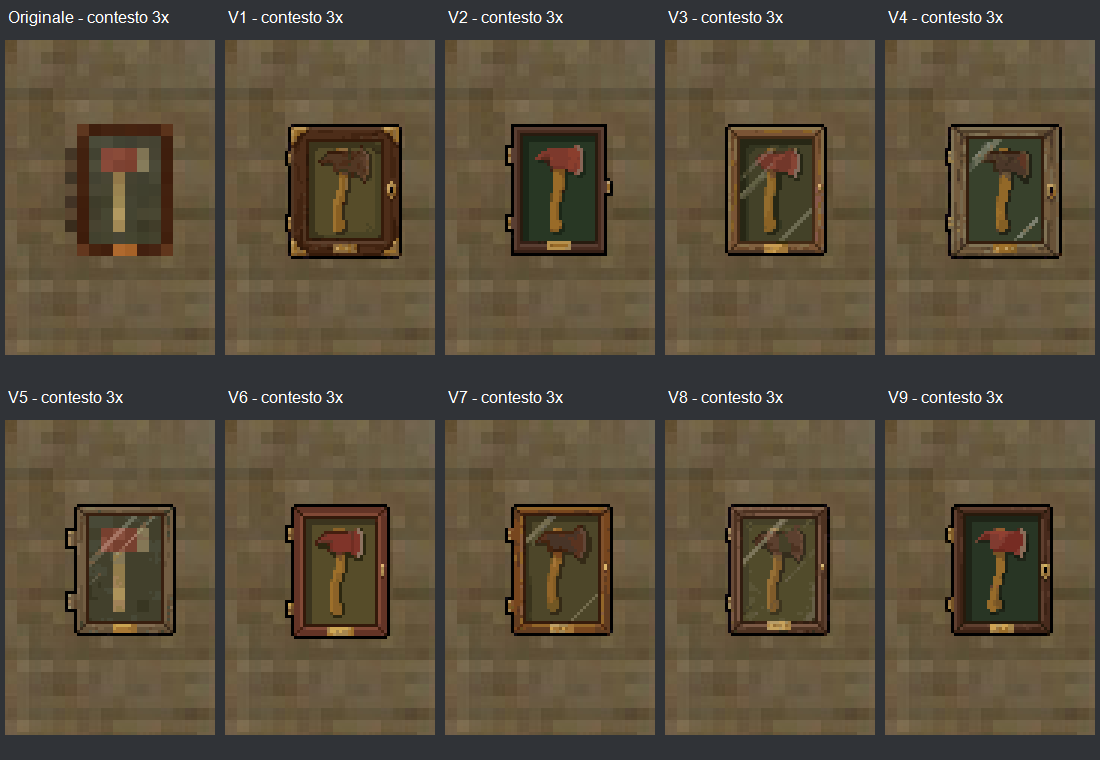 Originale - contesto 3x
V1 - contesto 3x
V2 - contesto 3x
V3 - contesto 3x
V4 - contesto 3x
V5 - contesto 3x
V6 - contesto 3x
V7 - contesto 3x
V8 - contesto 3x
V9 - contesto 3x